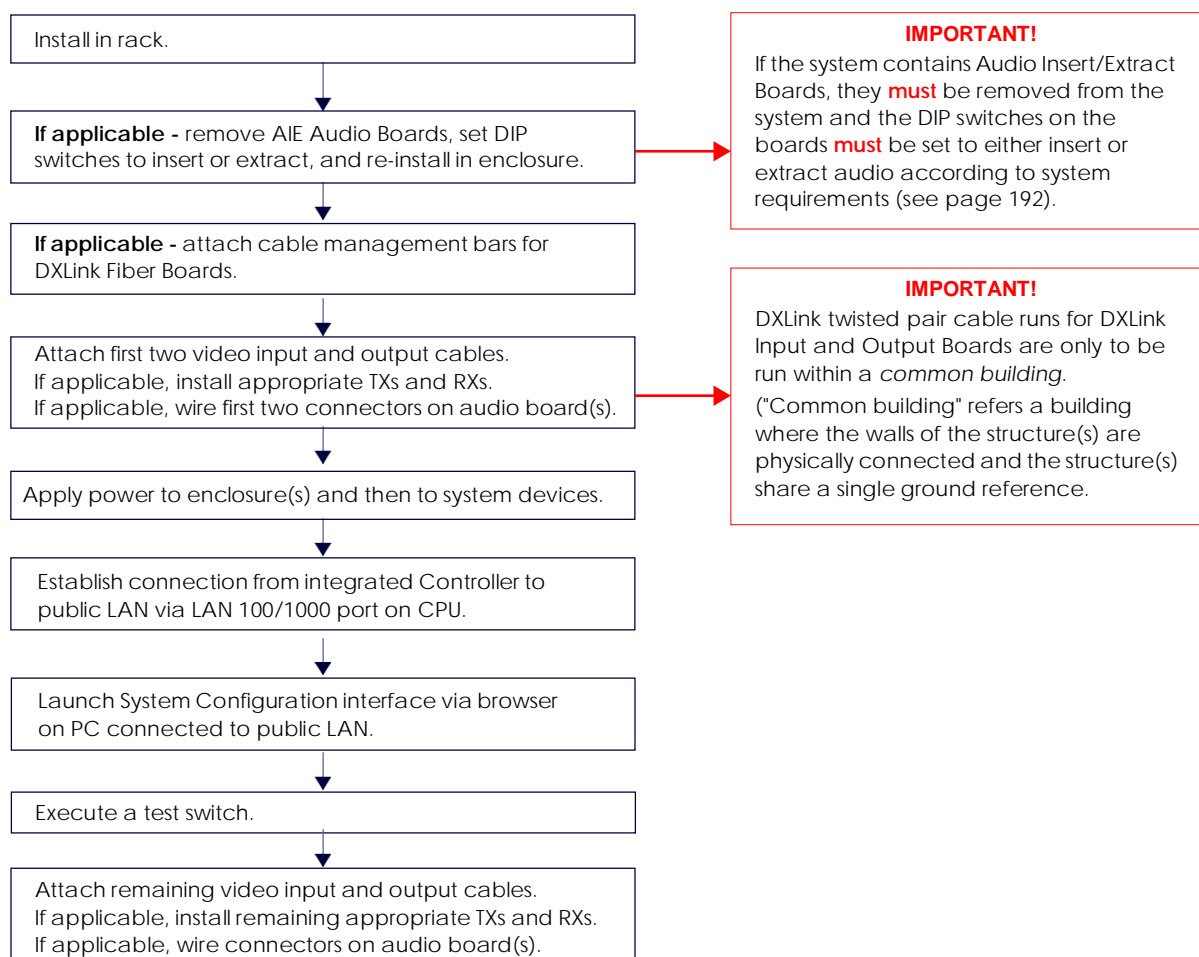 Install in rack.
If applicable - remove AIE Audio Boards, set DIP
switches to insert or extract, and re-install in enclosure.
IMPORTANT!
If the system contains Audio Insert/Extract
Boards, they must be removed from the
system and the DIP switches on the
boards must be set to either insert or
extract audio according to system
requirements (see page 192).
If applicable - attach cable management bars for
DXLink Fiber Boards.
Attach first two video input and output cables.
If applicable, install appropriate TXs and RXs.
If applicable, wire first two connectors on audio board(s).
IMPORTANT!
DXLink twisted pair cable runs for DXLink
Input and Output Boards are only to be
run within a common building.
("Common building" refers a building
where the walls of the structure(s) are
physically connected and the structure(s)
share a single ground reference.
Apply power to enclosure(s) and then to system devices.
Establish connection from integrated Controller to
public LAN via LAN 100/1000 port on CPU.
Launch System Configuration interface via browser
on PC connected to public LAN.
Execute a test switch.
Attach remaining video input and output cables.
If applicable, install remaining appropriate TXs and RXs.
If applicable, wire connectors on audio board(s).